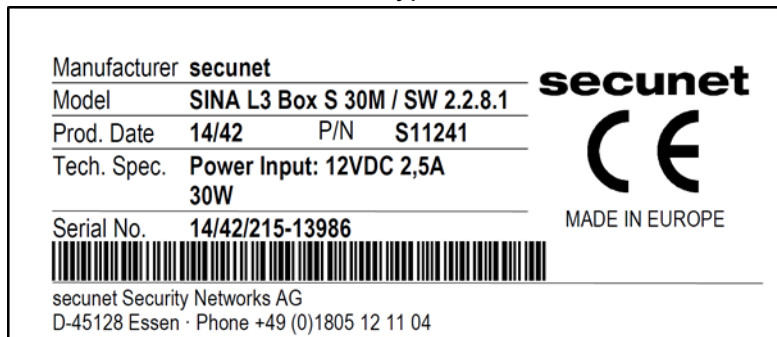 Manufacturer secunet
Model SINA L3 Box S 30M / SW 2.2.8.1
Prod. Date 14/42 P/N S11241
Tech. Spec. Power Input: 12VDC 2,5A
30W
Serial No. 14/42/215-13986
secunet Security Networks AG
D-45128 Essen · Phone +49 (0)1805 12 11 04
secunet
CE
MADE IN EUROPE